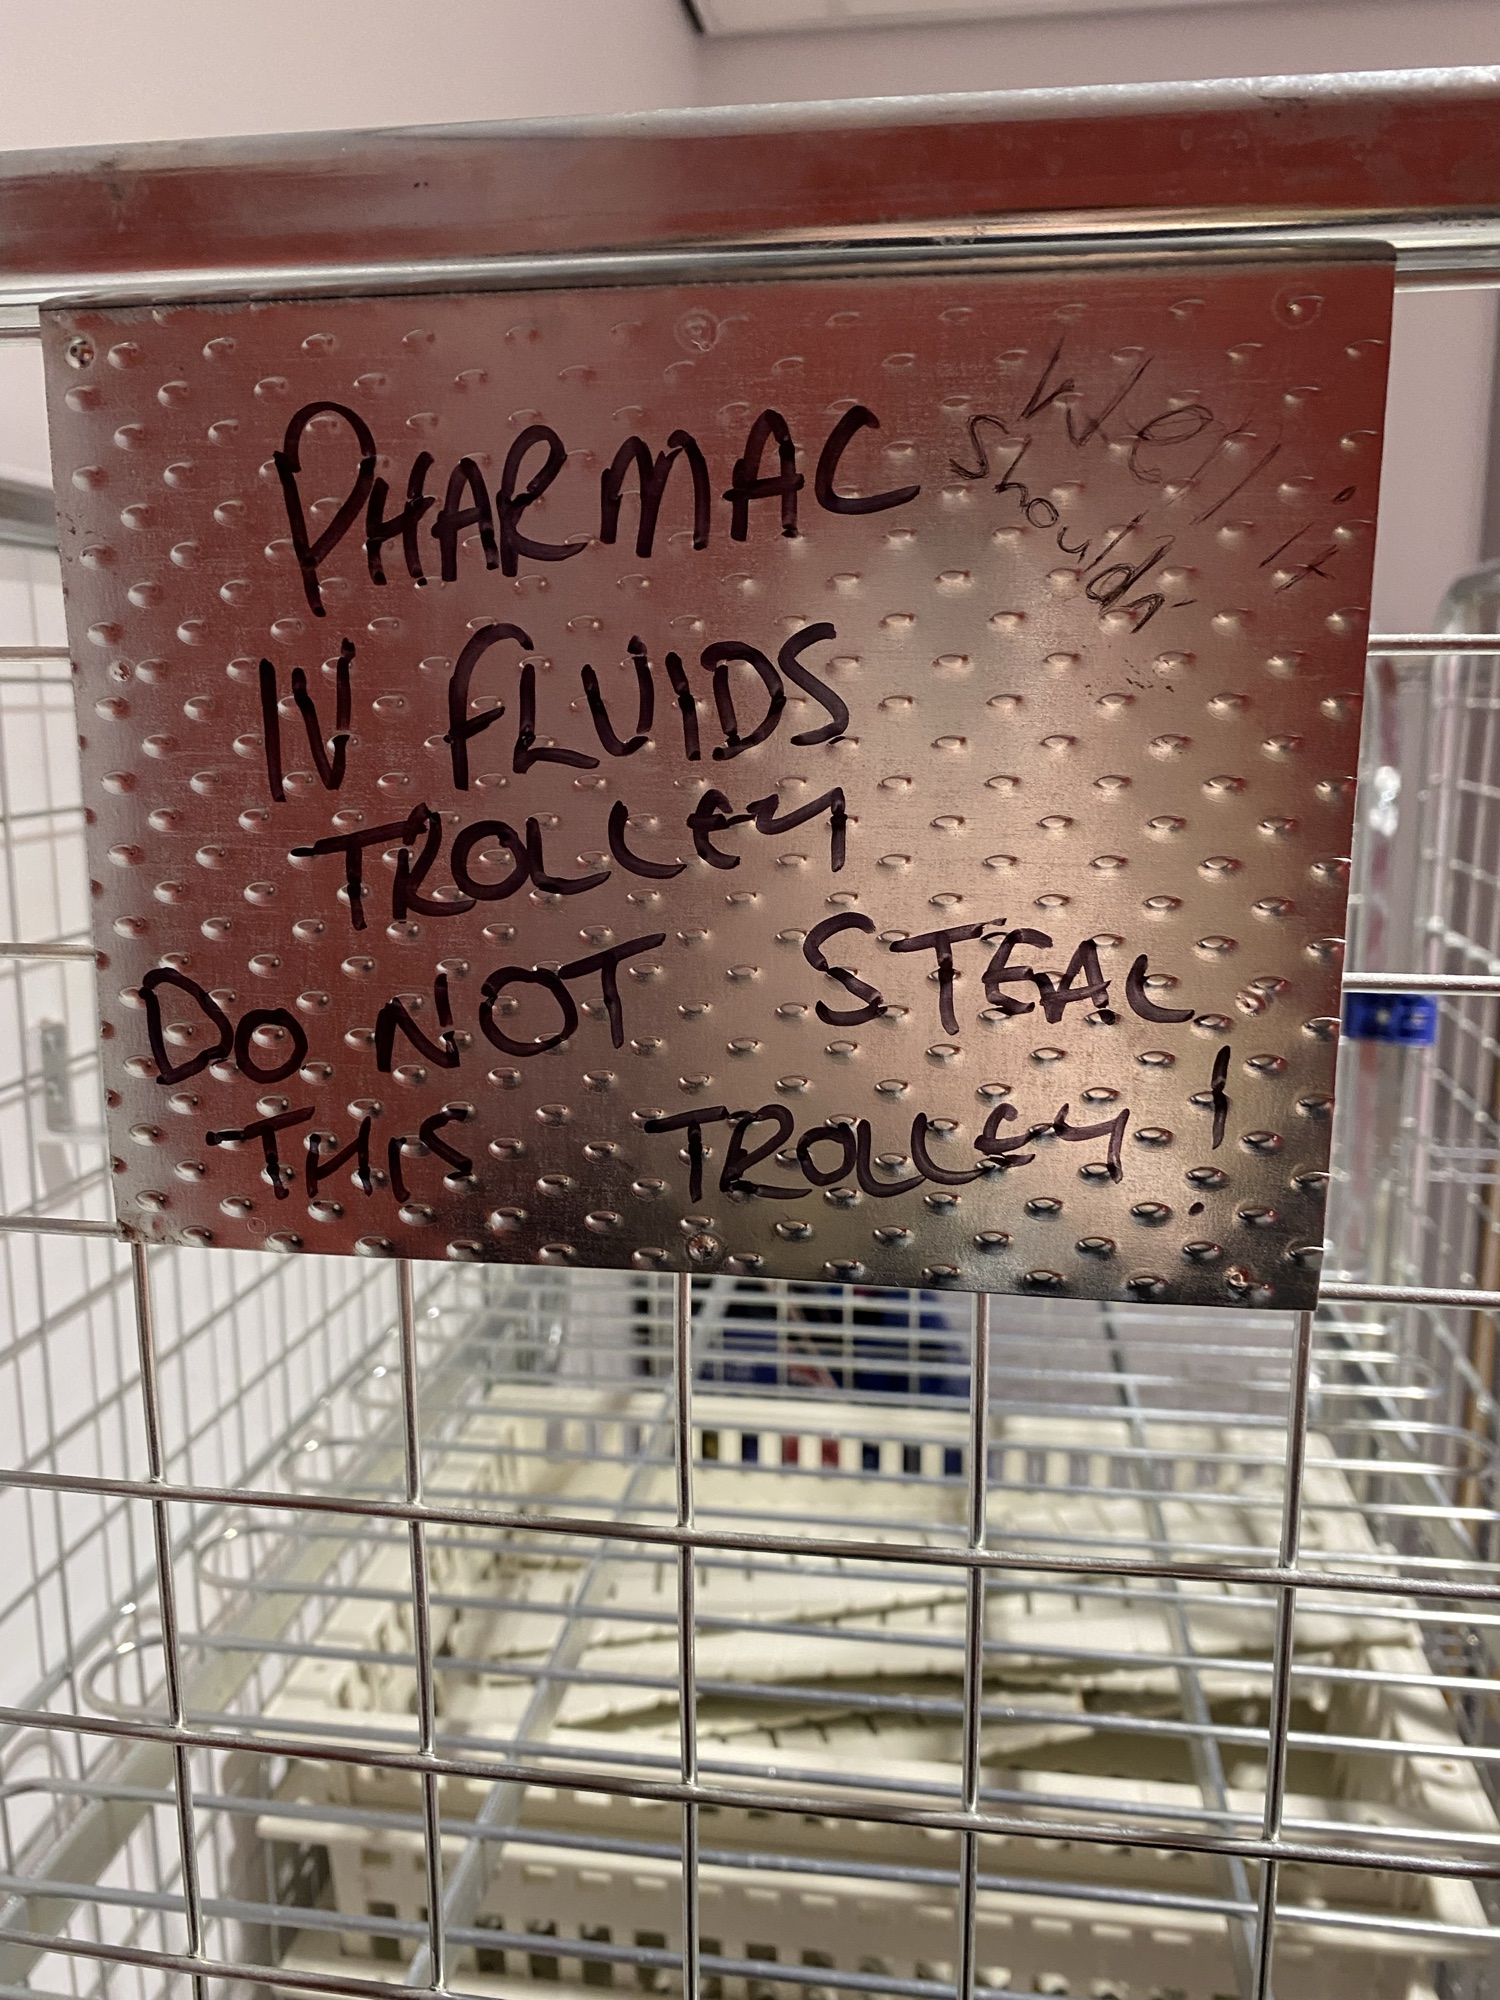 PHARMAC
IV FLUIDS
TROLLEY
DO NOT STEAL
THIS TROLLEY!
Well it
shouldn'